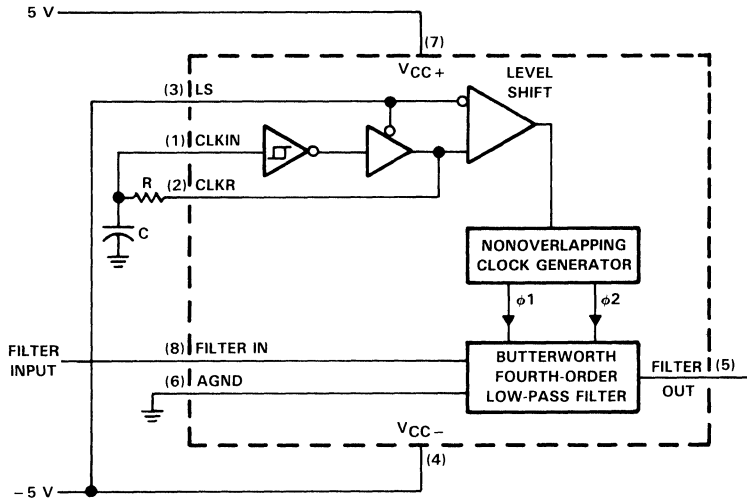 5 V
(7)
VCC+
LEVEL
SHIFT
(3) LS
(1) CLKIN
R
(2) CLKR
C
NONOVERLAPPING
CLOCK GENERATOR
ϕ1
ϕ2
FILTER
INPUT
(8) FILTER IN
(6) AGND
BUTTERWORTH
FOURTH-ORDER
LOW-PASS FILTER
FILTER
OUT
(5)
VCC−
(4)
−5 V